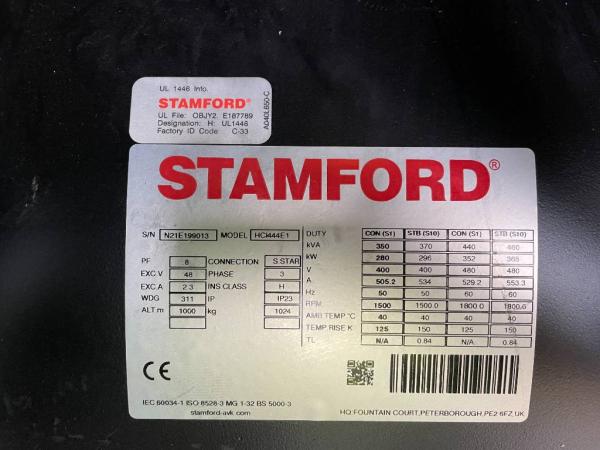 UL 1446 Info.
STAMFORD®
UL File: OBJY2. E187789
Designation: H: UL1446
Factory ID Code: C-33
A040L650-C
STAMFORD®
S/N N21E199013 MODEL HCI444E1
PF 8 CONNECTION S.STAR
EXC V 48 PHASE 3
EXC A 2.3 INS CLASS H
WDG 311 IP IP23
ALT m 1000 kg 1024
DUTY CON (S1) STB (S10) CON (S1) STB (S10)
kVA 350 370 440 460
kW 280 296 352 368
V 400 400 480 480
A 505.2 534 529.2 553.3
Hz 50 50 60 60
RPM 1500 1500.0 1800.0 1800.0
AMB TEMP °C 40 40 40 40
TEMP RISE K 125 150 125 150
TL N/A 0.84 N/A 0.84
CE
IEC 60034-1 ISO 8528-3 MG 1-32 BS 5000-3
stamford-avk.com
HQ:FOUNTAIN COURT,PETERBOROUGH,PE2 6FZ,UK